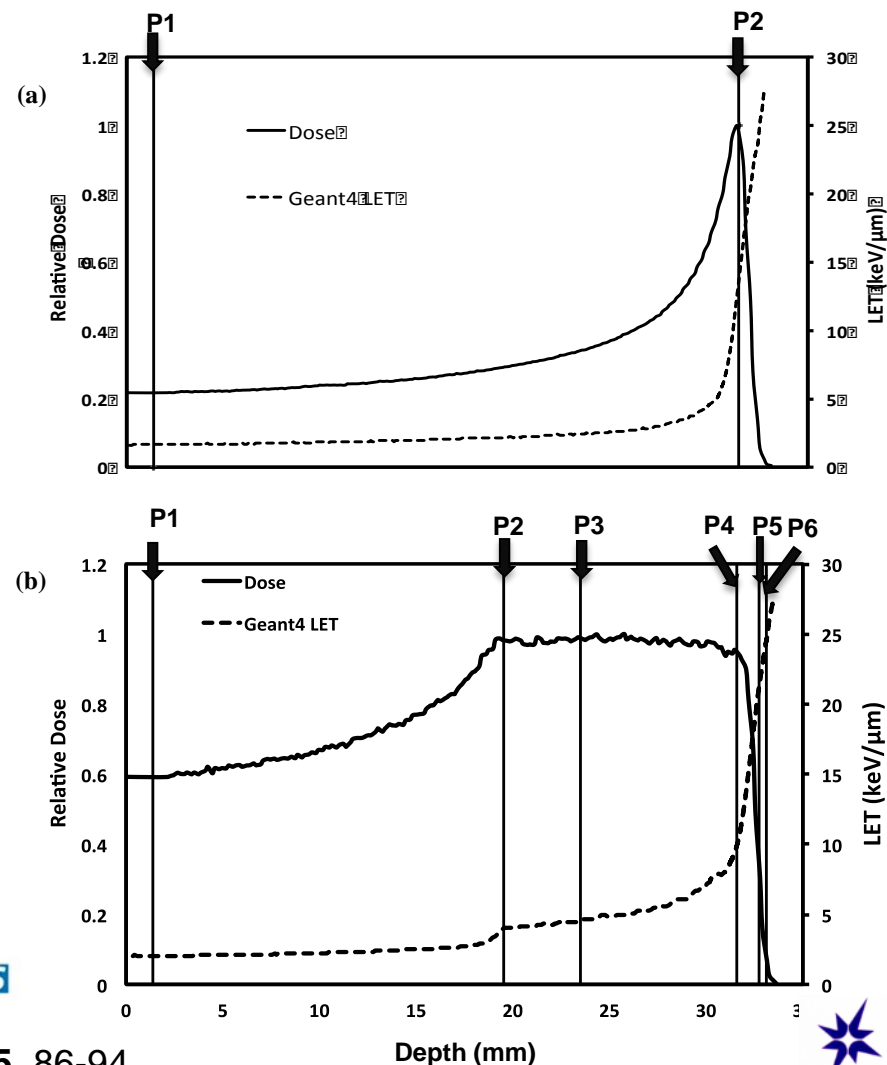 P1
P2
(a)
1.2
1
0.8
0.6
0.4
0.2
0
Relative Dose
Dose
Geant4 LET
30
25
20
15
10
5
0
LET (keV/µm)
P1
P2
P3
P4
P5
P6
(b)
1.2
1
0.8
0.6
0.4
0.2
0
Relative Dose
Dose
Geant4 LET
30
25
20
15
10
5
0
LET (keV/µm)
0 5 10 15 20 25 30
Depth (mm)
5, 86-94